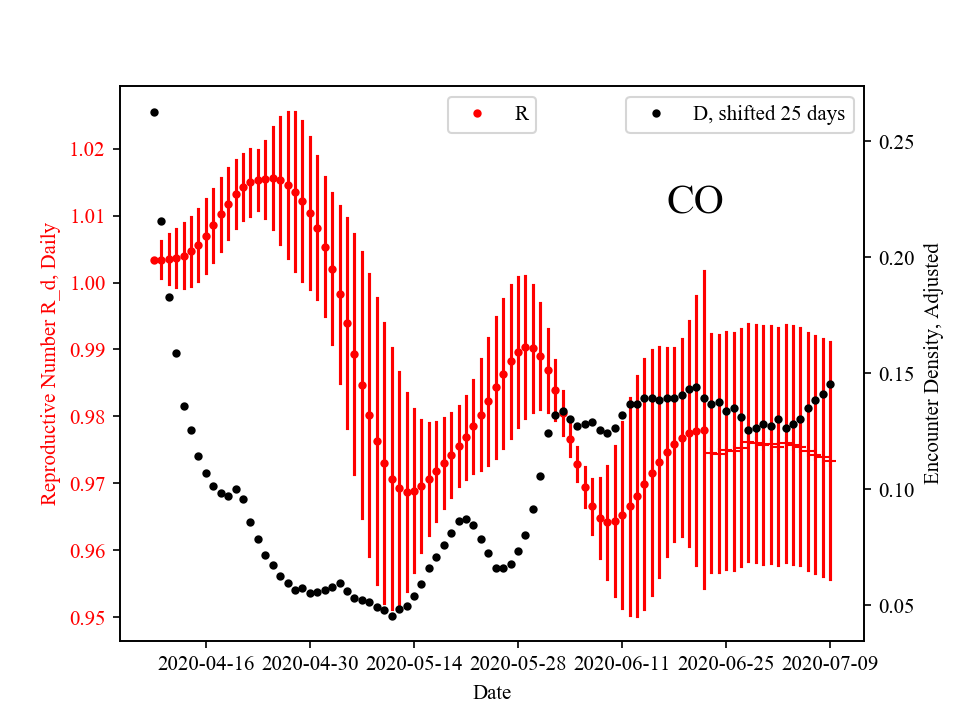 R
D, shifted 25 days
CO
Reproductive Number R_d, Daily
1.02
1.01
1.00
0.99
0.98
0.97
0.96
0.95
0.25
0.20
0.15
0.10
0.05
Encounter Density, Adjusted
2020-04-16 2020-04-30 2020-05-14 2020-05-28 2020-06-11 2020-06-25 2020-07-09
Date